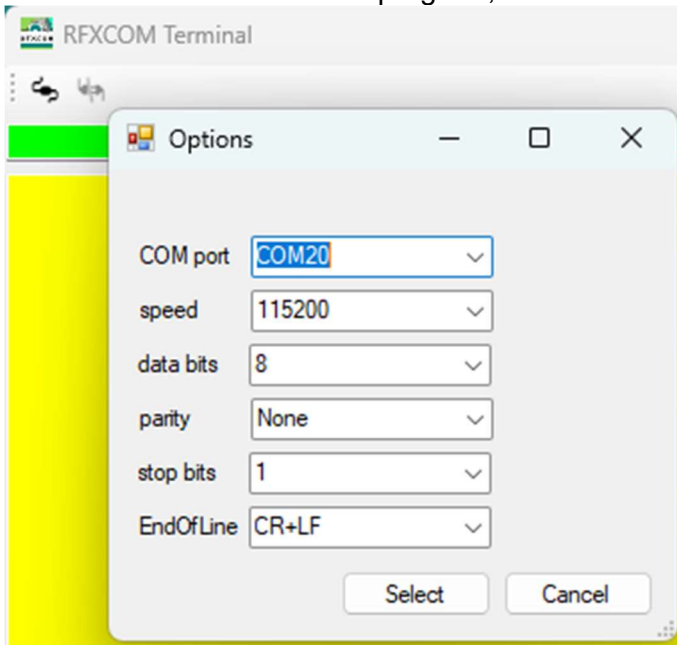 RFXCOM Terminal
Options
COM port COM20
speed 115200
data bits 8
parity None
stop bits 1
EndOfLine CR+LF
Select Cancel